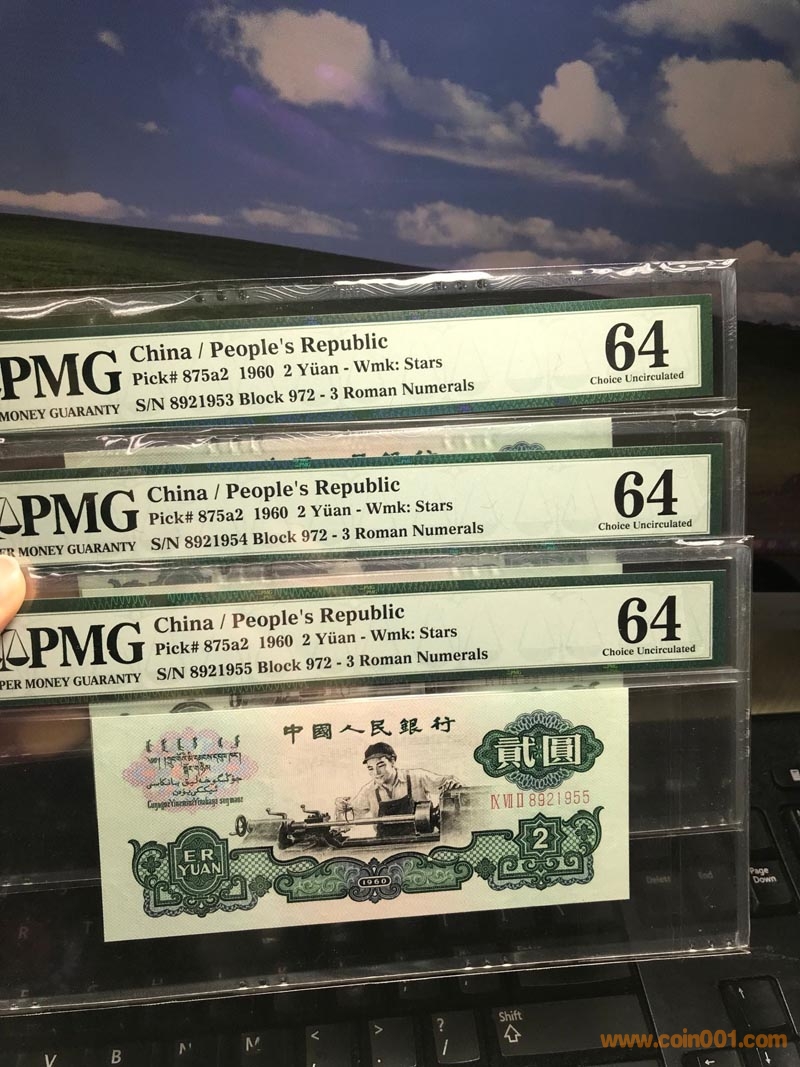 PMG
China / People's Republic
Pick# 875a2 1960 2 Yüan - Wmk: Stars
S/N 8921953 Block 972 - 3 Roman Numerals
MONEY GUARANTY
64
Choice Uncirculated
PMG
China / People's Republic
Pick# 875a2 1960 2 Yüan - Wmk: Stars
S/N 8921954 Block 972 - 3 Roman Numerals
PER MONEY GUARANTY
64
Choice Uncirculated
PMG
China / People's Republic
Pick# 875a2 1960 2 Yüan - Wmk: Stars
S/N 8921955 Block 972 - 3 Roman Numerals
PER MONEY GUARANTY
64
Choice Uncirculated
中國人民銀行
貳圓
IX VII II 8921955
ER
YUAN
1960
2
Delete
End
Page
Down
Shift
?
/
<
,
>
.
V
B
N
M
www.coin001.com